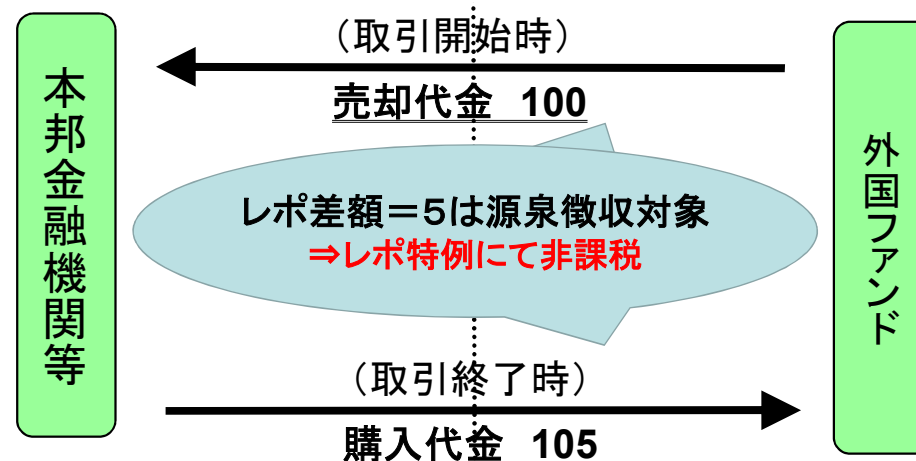 本邦金融機関等
（取引開始時）
売却代金 100
レポ差額＝５は源泉徴収対象
⇒レポ特例にて非課税
（取引終了時）
購入代金 105
外国ファンド